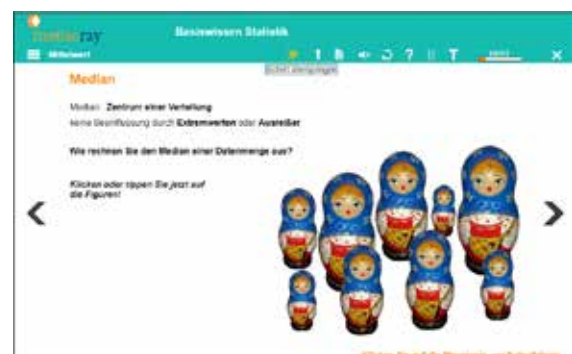 Basiswissen Statistik
Mittelwert
Median
Median: Zentrum einer Verteilung
keine Beeinflussung durch Extremwerten oder Ausreißer
Wie rechnen Sie den Median einer Datenmenge aus?
Klicken oder tippen Sie jetzt auf
die Figuren!